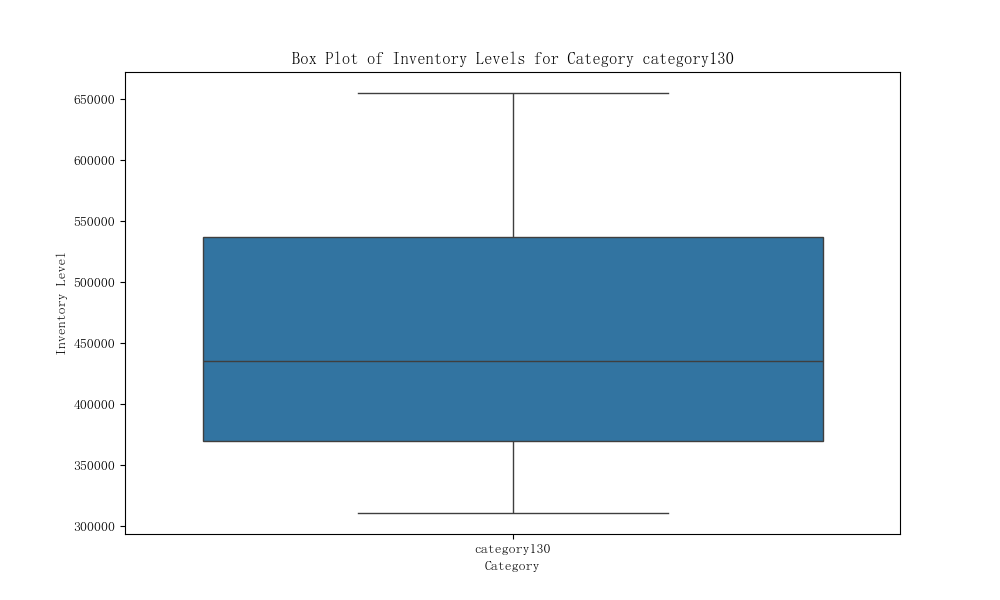 Box Plot of Inventory Levels for Category category130
650000
600000
550000
500000
450000
400000
350000
300000
Inventory Level
category130
Category